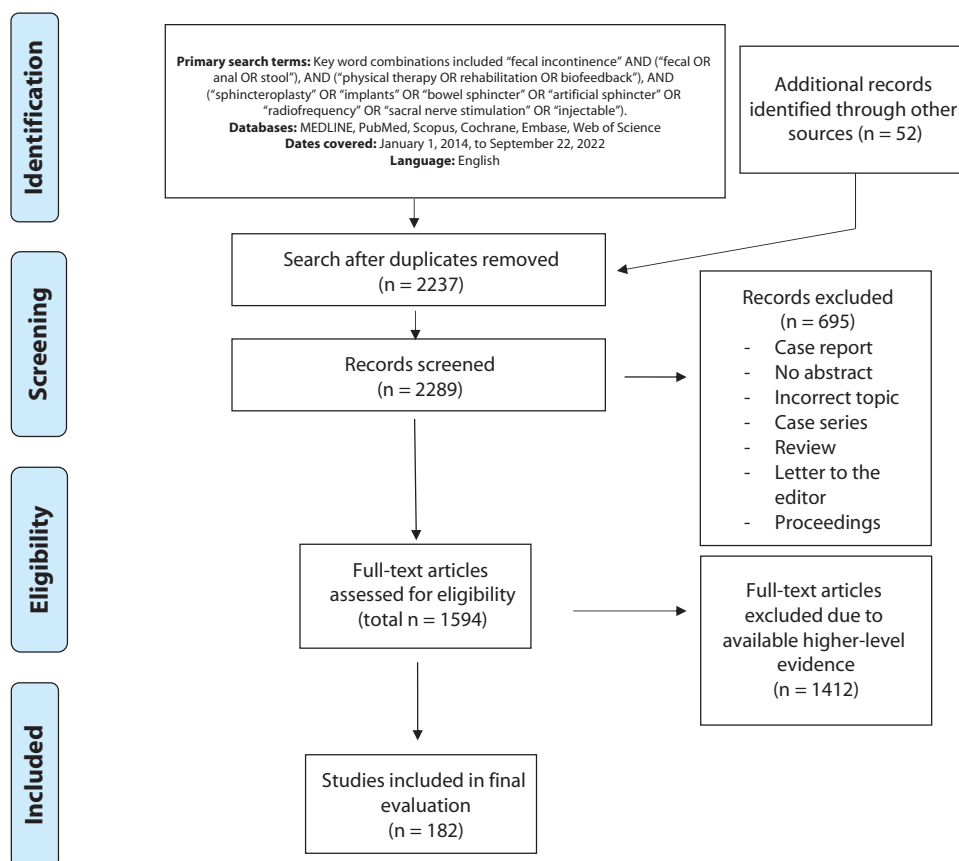 Identification
Primary search terms: Key word combinations included “fecal incontinence” AND (“fecal OR
anal OR stool”), AND (“physical therapy OR rehabilitation OR biofeedback”), AND
(“sphincteroplasty” OR “implants” OR “bowel sphincter” OR “artificial sphincter” OR
“radiofrequency” OR “sacral nerve stimulation” OR “injectable”).
Databases: MEDLINE, PubMed, Scopus, Cochrane, Embase, Web of Science
Dates covered: January 1, 2014, to September 22, 2022
Language: English
Additional records
identified through other
sources (n = 52)
Screening
Search after duplicates removed
(n = 2237)
Records screened
(n = 2289)
Records excluded
(n = 695)
- Case report
- No abstract
- Incorrect topic
- Case series
- Review
- Letter to the
editor
- Proceedings
Eligibility
Full-text articles
assessed for eligibility
(total n = 1594)
Full-text articles
excluded due to
available higher-level
evidence
(n = 1412)
Included
Studies included in final
evaluation
(n = 182)